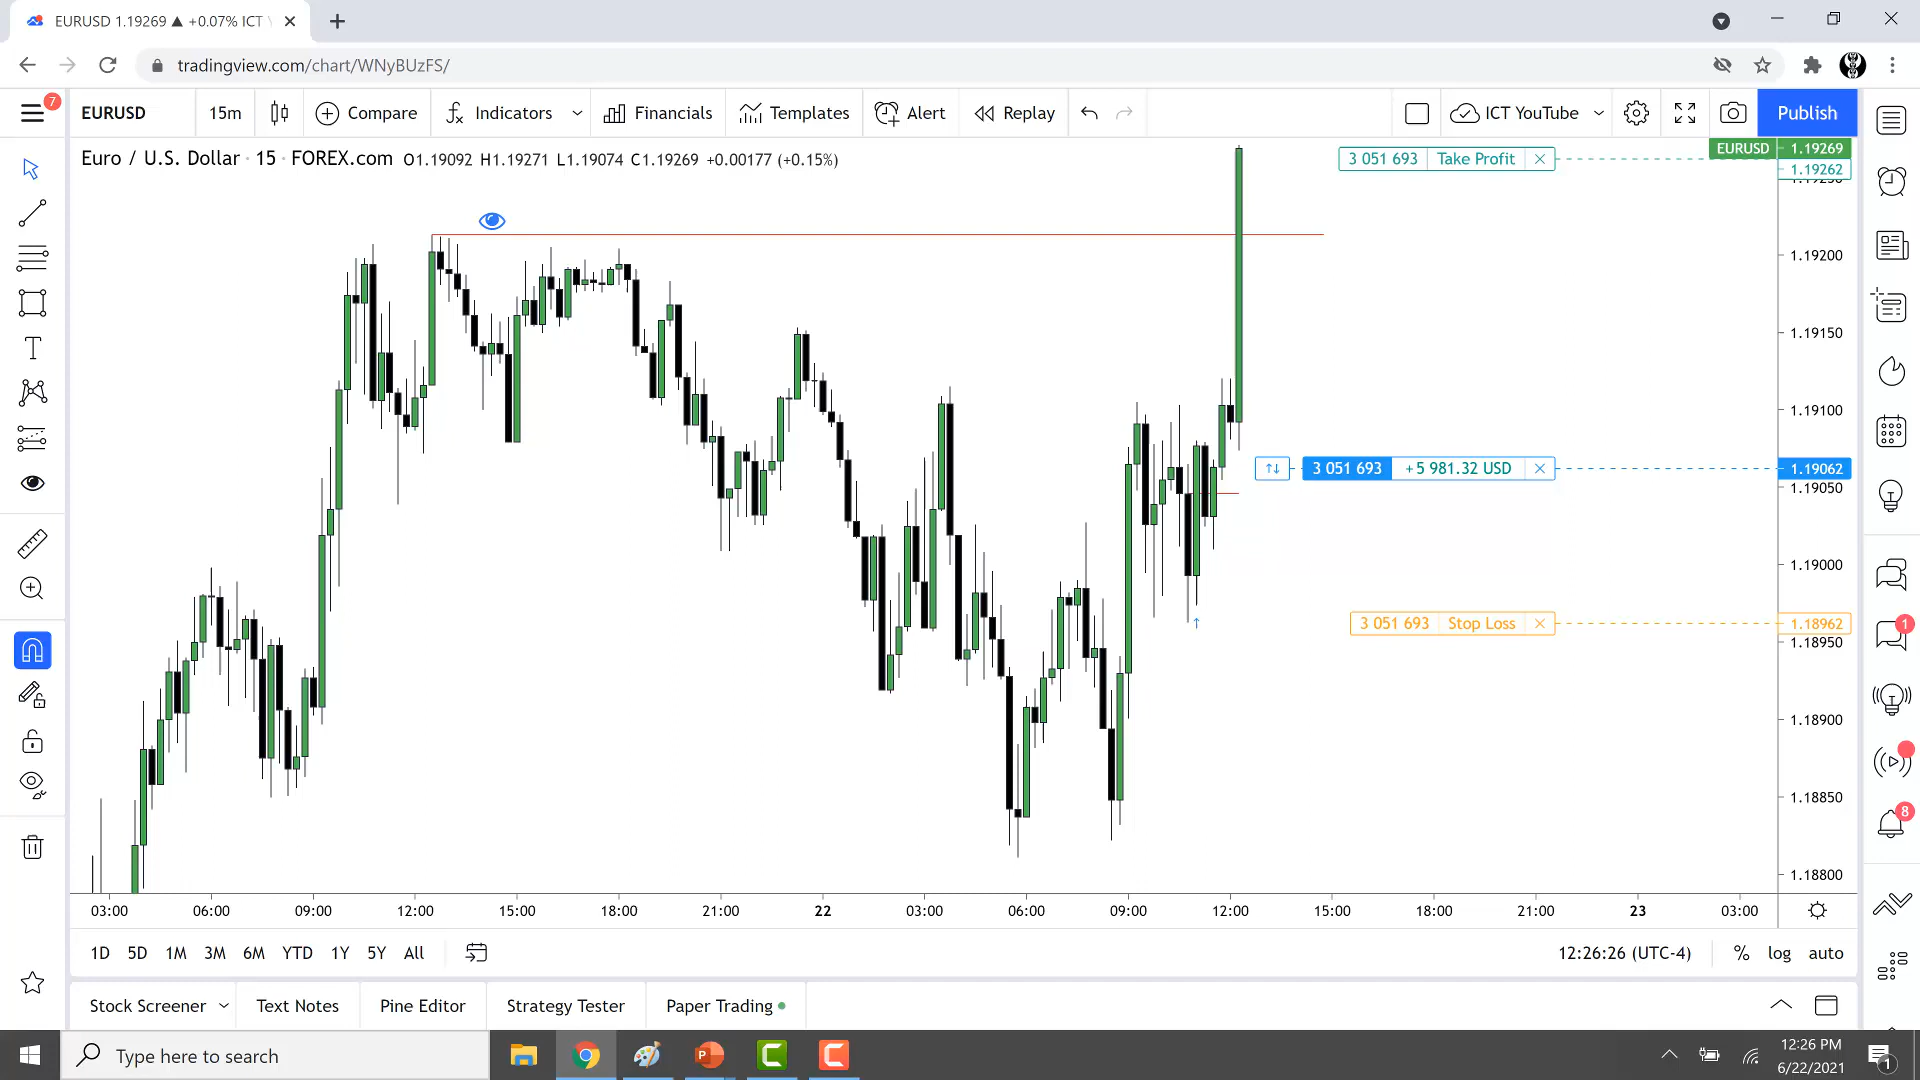 EURUSD 1.19269 ▲ +0.07% ICT Y
tradingview.com/chart/WNyBUzFS/
7
EURUSD 15m Compare Indicators Financials Templates Alert Replay ICT YouTube Publish
Euro / U.S. Dollar · 15 · FOREX.com O1.19092 H1.19271 L1.19074 C1.19269 +0.00177 (+0.15%)
EURUSD 1.19269
3 051 693 Take Profit 1.19262
1.19200
1.19150
1.19100
3 051 693 +5 981.32 USD 1.19062
1.19050
1.19000
3 051 693 Stop Loss 1.18962
1.18950
1.18900
1.18850
1.18800
1
8
03:00 06:00 09:00 12:00 15:00 18:00 21:00 22 03:00 06:00 09:00 12:00 15:00 18:00 21:00 23 03:00
1D 5D 1M 3M 6M YTD 1Y 5Y All 12:26:26 (UTC-4) % log auto
Stock Screener Text Notes Pine Editor Strategy Tester Paper Trading
Type here to search
12:26 PM
6/22/2021
1